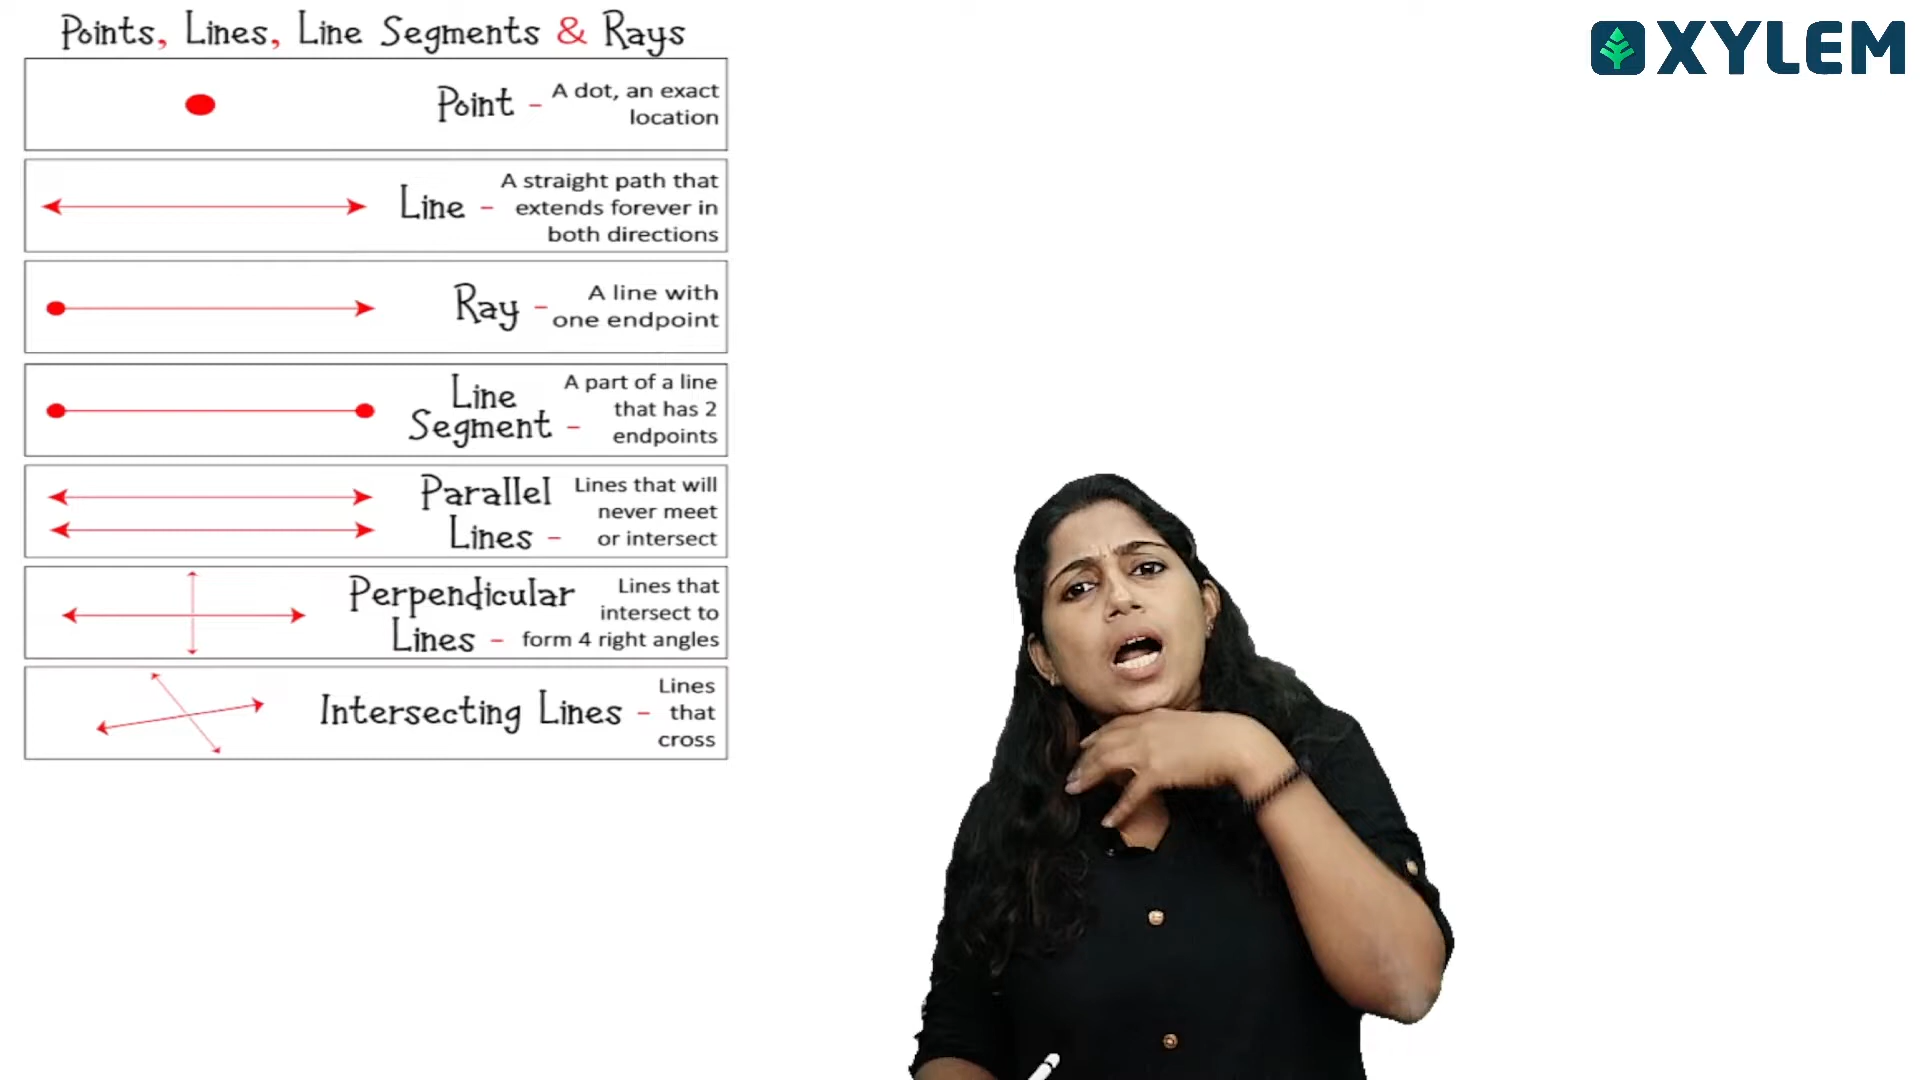 Points, Lines, Line Segments & Rays
XYLEM
Point - A dot, an exact
location
Line - A straight path that
extends forever in
both directions
Ray - A line with
one endpoint
Line
Segment - A part of a line
that has 2
endpoints
Parallel
Lines - Lines that will
never meet
or intersect
Perpendicular
Lines - Lines that
intersect to
form 4 right angles
Intersecting Lines - Lines
that
cross